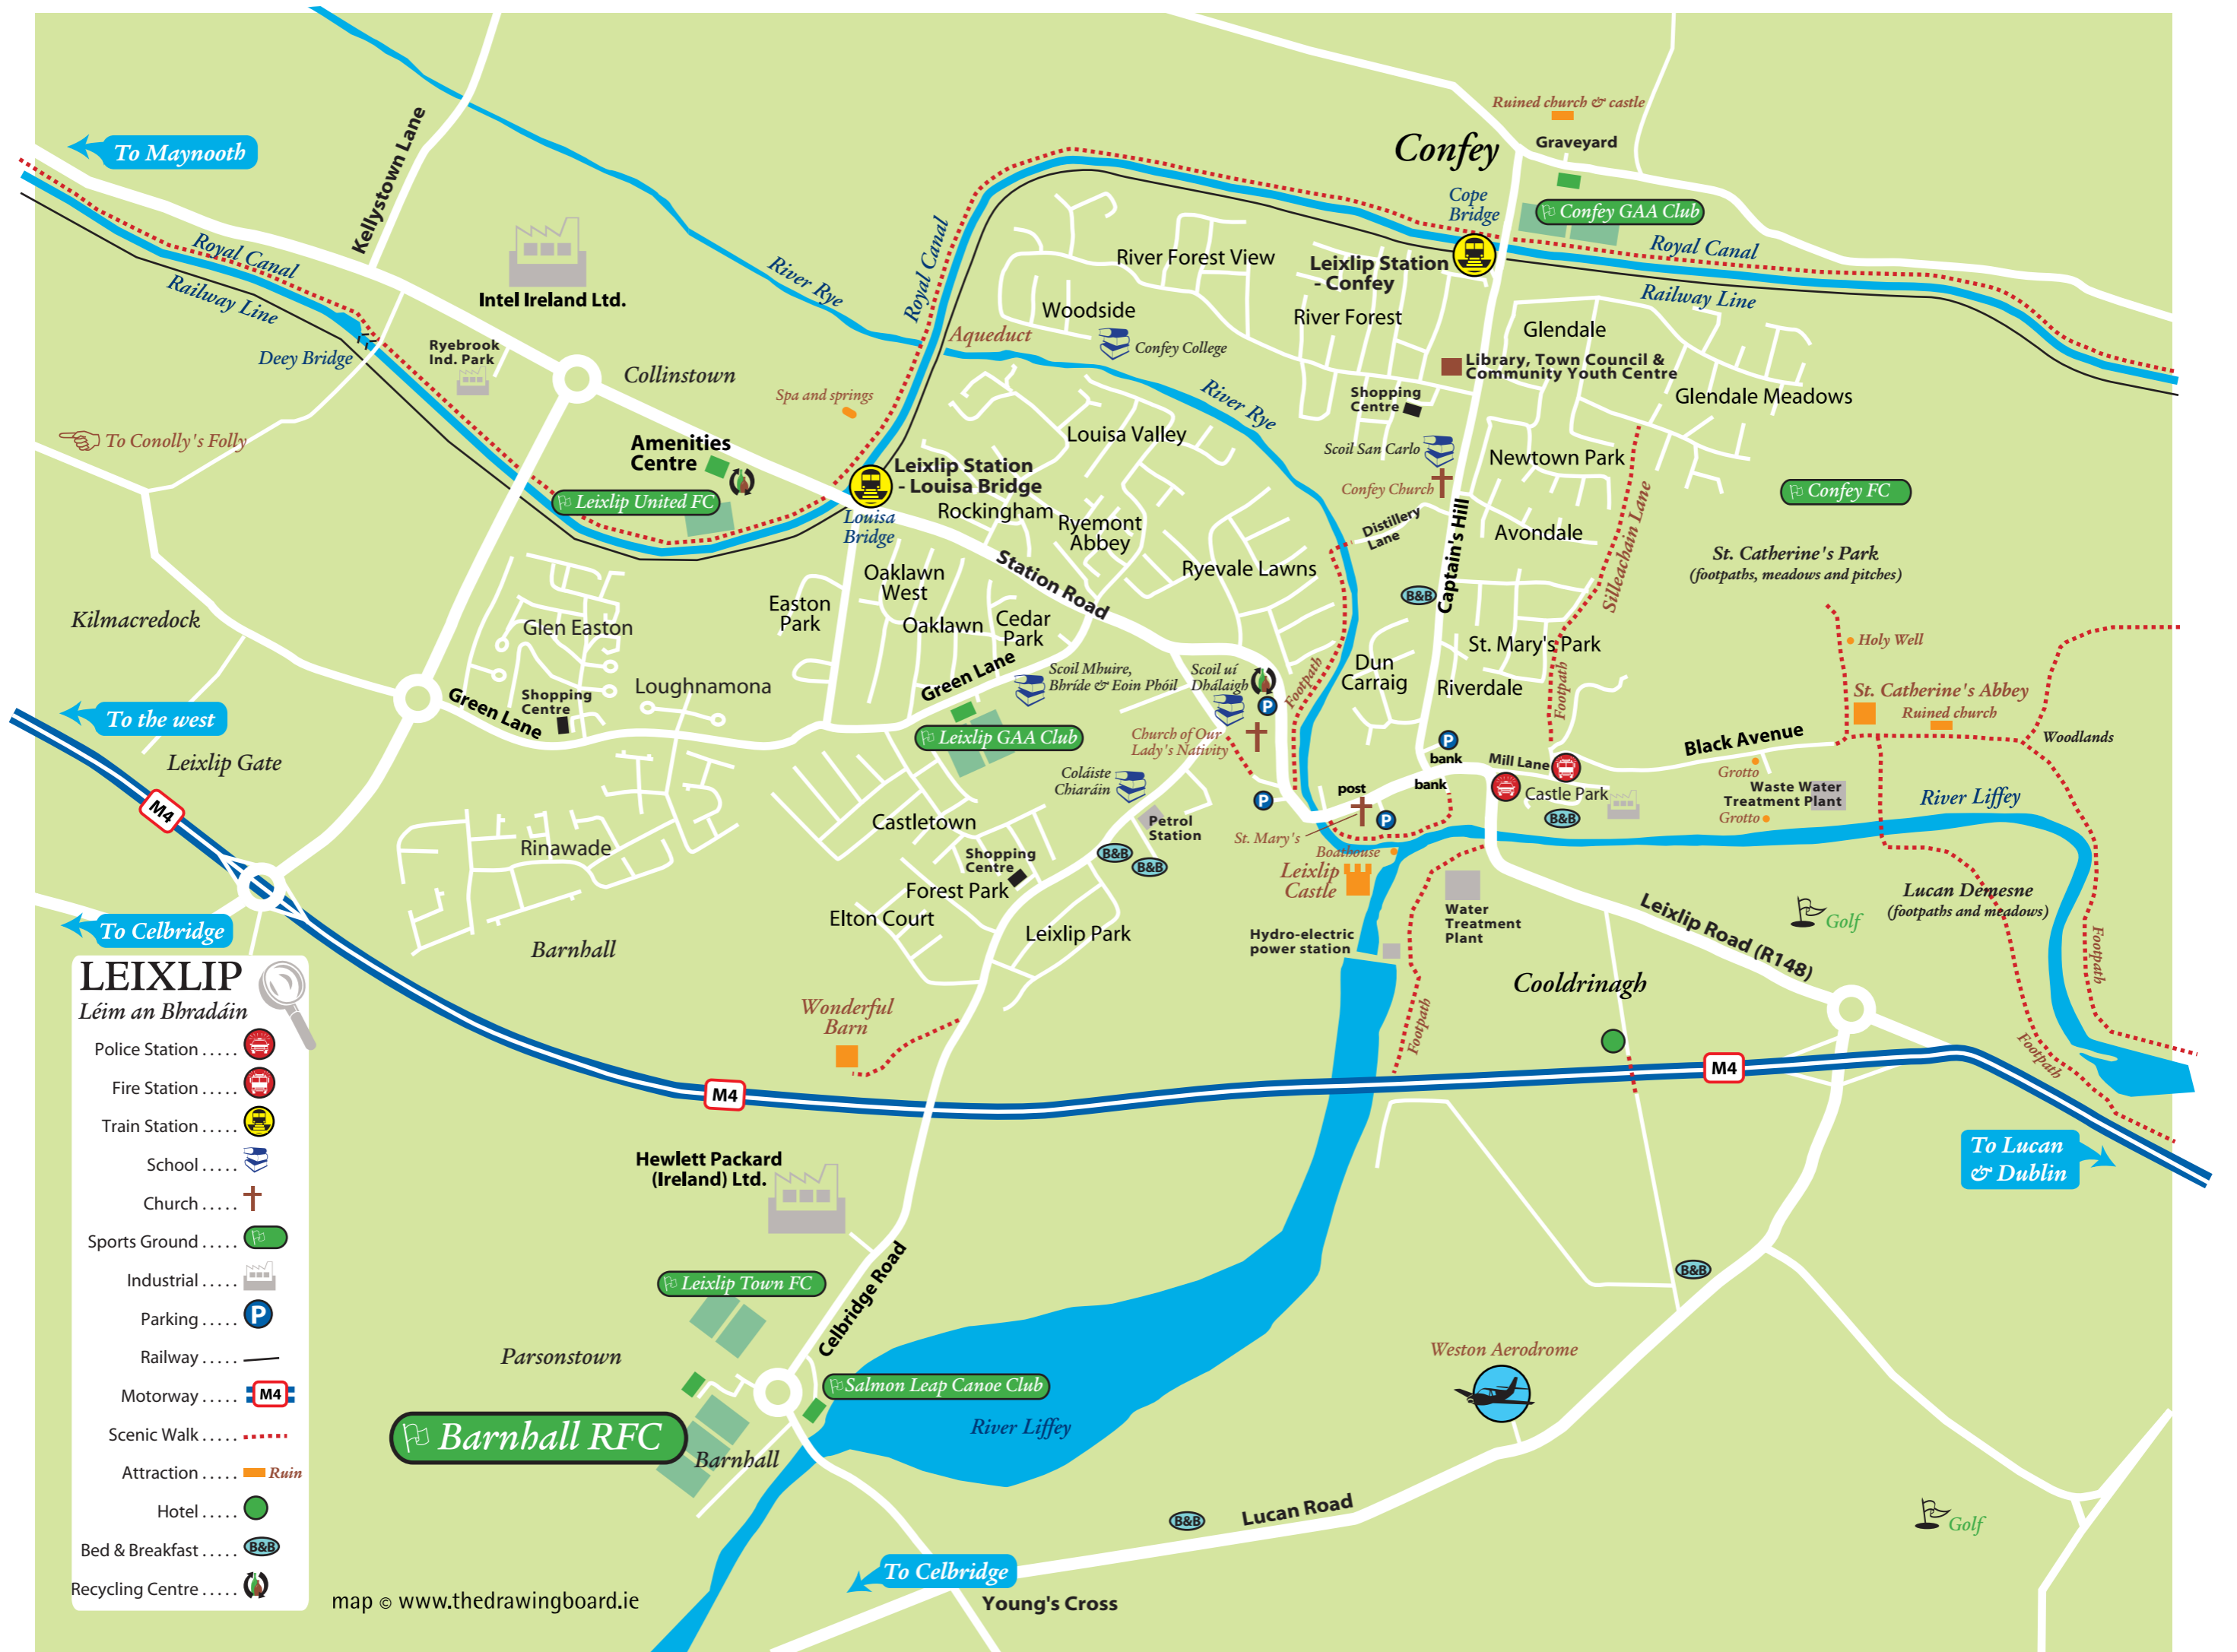 Ruined church & castle
Graveyard
Confey
Kellystown Lane
To Maynooth
Cope
Bridge
Confey GAA Club
Royal Canal
Railway Line
Royal Canal
Railway Line
Royal Canal
River Rye
River Forest View
Leixlip Station
- Confey
Intel Ireland Ltd.
Woodside
River Forest
Glendale
Aqueduct
Confey College
Deey Bridge
Ryebrook
Ind. Park
Collinstown
Library, Town Council &
Community Youth Centre
Spa and springs
River Rye
Shopping
Centre
Glendale Meadows
To Conolly's Folly
Amenities
Centre
Louisa Valley
Scoil San Carlo
Newtown Park
Leixlip Station
- Louisa Bridge
Confey Church
Confey FC
Leixlip United FC
Rockingham
Louisa
Bridge
Ryemont
Abbey
Distillery
Lane
Captain's Hill
Avondale
Silleachain Lane
St. Catherine's Park
(footpaths, meadows and pitches)
Station Road
Ryevale Lawns
Oaklawn
West
Easton
Park
B&B
Kilmacredock
Glen Easton
Oaklawn
Cedar
Park
St. Mary's Park
Holy Well
Green Lane
Scoil Mhuire,
Bhríde & Eoin Phóil
Scoil uí
Dhálaigh
Footpath
Dun
Carraig
Riverdale
Footpath
St. Catherine's Abbey
Ruined church
Loughnamona
Green Lane
Shopping
Centre
P
To the west
Leixlip GAA Club
Church of Our
Lady's Nativity
P
bank
bank
Mill Lane
Black Avenue
Woodlands
Leixlip Gate
Coláiste
Chiaráin
P
post
Castle Park
Grotto
Waste Water
Treatment Plant
Grotto
River Liffey
M4
Castletown
Petrol
Station
P
B&B
St. Mary's
Boathouse
Rinawade
Shopping
Centre
B&B
B&B
Leixlip
Castle
Forest Park
Elton Court
Leixlip Park
Water
Treatment
Plant
Hydro-electric
power station
Leixlip Road (R148)
Golf
Lucan Demesne
(footpaths and meadows)
Footpath
To Celbridge
Barnhall
Cooldrinagh
Wonderful
Barn
Footpath
Footpath
M4
M4
To Lucan
& Dublin
LEIXLIP
Léim an Bhradáin
Police Station .....
Fire Station .....
Train Station .....
School .....
Church .....
Sports Ground .....
Industrial .....
Parking ..... P
Railway .....
Motorway ..... M4
Scenic Walk .....
Attraction ..... Ruin
Hotel .....
Bed & Breakfast ..... B&B
Recycling Centre .....
Hewlett Packard
(Ireland) Ltd.
Celbridge Road
Leixlip Town FC
B&B
Parsonstown
Weston Aerodrome
Salmon Leap Canoe Club
River Liffey
Barnhall RFC
Barnhall
Lucan Road
B&B
Golf
To Celbridge
Young's Cross
map © www.thedrawingboard.ie